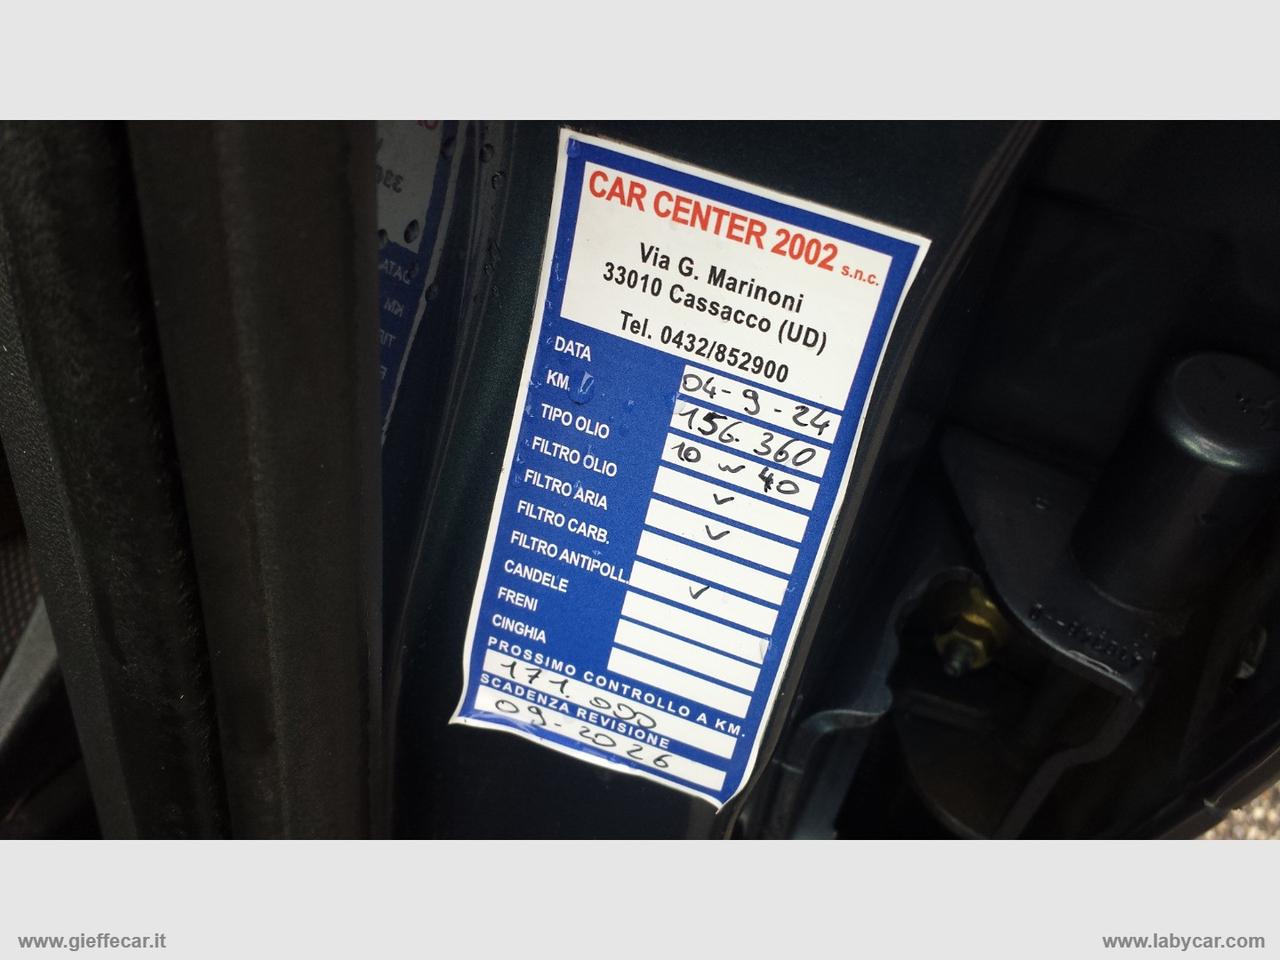 CAR CENTER 2002 s.n.c.
Via G. Marinoni
33010 Cassacco (UD)
Tel. 0432/852900
DATA 04-9-24
KM. 156.360
TIPO OLIO 10 w 40
FILTRO OLIO ✓
FILTRO ARIA ✓
FILTRO CARB.
FILTRO ANTIPOLL. ✓
CANDELE
FRENI
CINGHIA
PROSSIMO CONTROLLO A KM.
171.000
SCADENZA REVISIONE
09-2026
www.gieffecar.it
www.labycar.com